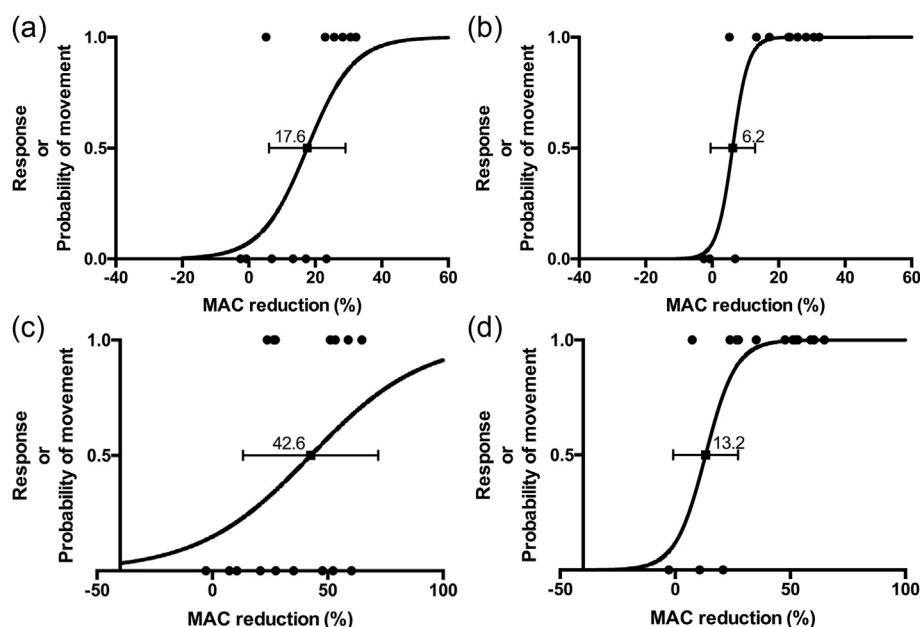 (a)
1.0
0.5
0.0
Response
or
Probability of movement
17.6
-40 -20 0 20 40 60
MAC reduction (%)
(b)
1.0
0.5
0.0
Response
or
Probability of movement
6.2
-40 -20 0 20 40 60
MAC reduction (%)
(c)
1.0
0.5
0.0
Response
or
Probability of movement
42.6
-50 0 50 100
MAC reduction (%)
(d)
1.0
0.5
0.0
Response
or
Probability of movement
13.2
-50 0 50 100
MAC reduction (%)